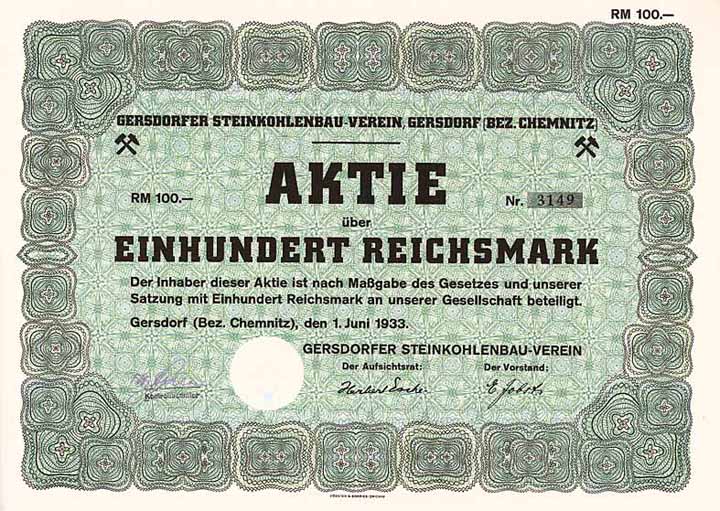 RM 100.—
GERSDORFER STEINKOHLENBAU-VEREIN, GERSDORF (BEZ. CHEMNITZ)
AKTIE
RM 100.— Nr. 3149
über
EINHUNDERT REICHSMARK
Der Inhaber dieser Aktie ist nach Maßgabe des Gesetzes und unserer
Satzung mit Einhundert Reichsmark an unserer Gesellschaft beteiligt.
Gersdorf (Bez. Chemnitz), den 1. Juni 1933.
GERSDORFER STEINKOHLENBAU-VEREIN
Der Aufsichtsrat: Der Vorstand:
Kontrollbeamter